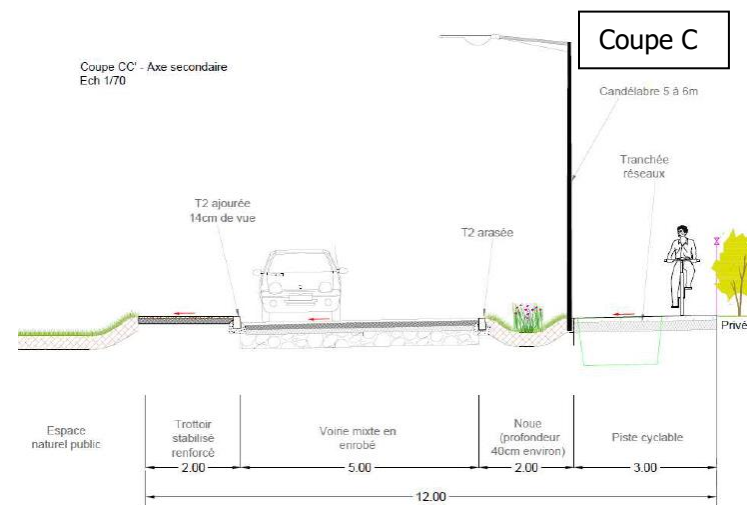 Coupe C
Coupe CC' - Axe secondaire
Ech 1/70
Candélabre 5 à 6m
Tranchée
réseaux
T2 ajourée
14cm de vue
T2 arasée
Privé
Espace
naturel public
Trottoir
stabilisé
renforcé
Voirie mixte en
enrobé
Noue
(profondeur
40cm environ)
Piste cyclable
2.00
5.00
2.00
3.00
12.00